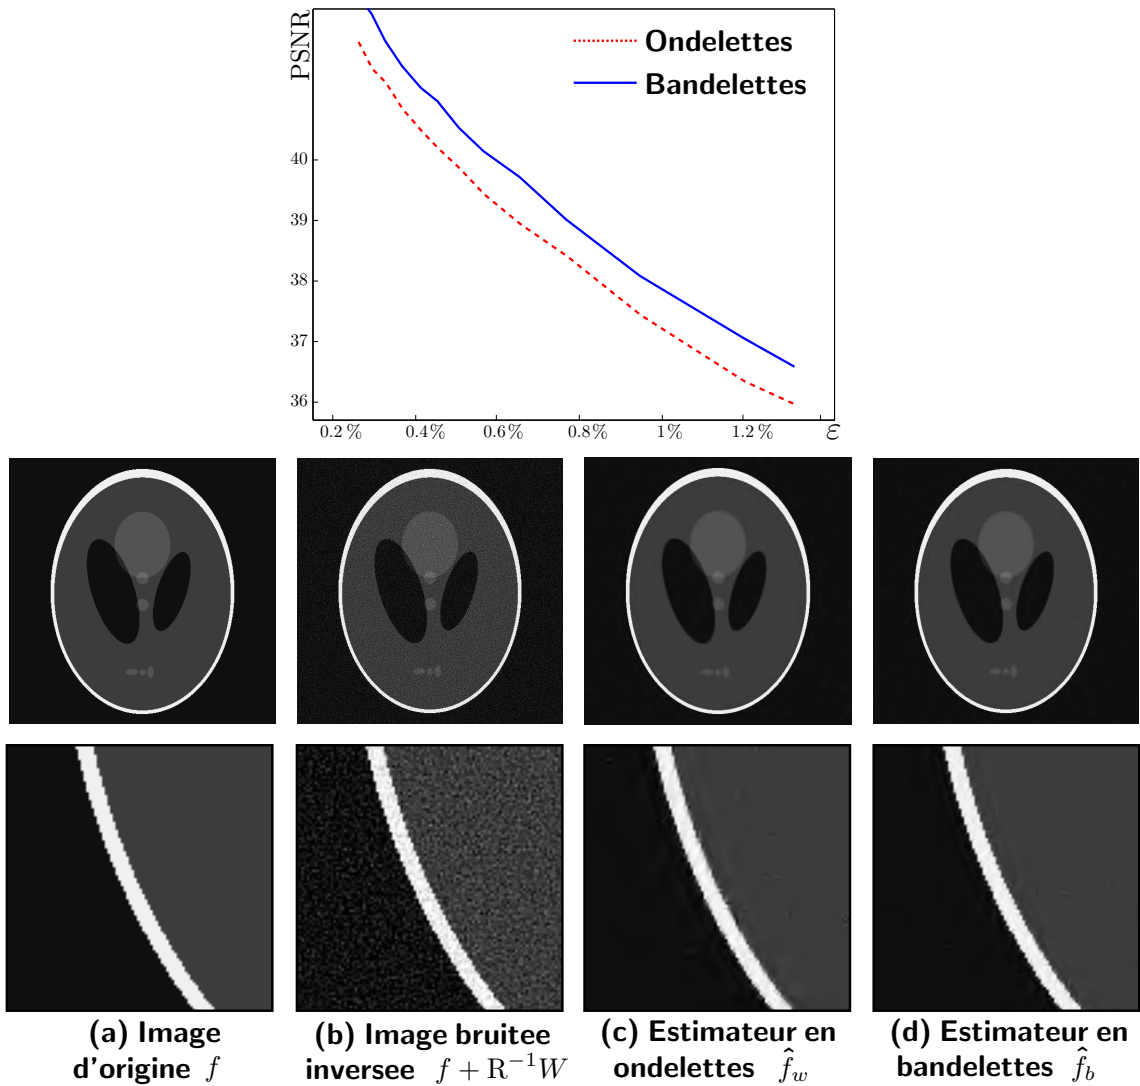 PSNR
Ondelettes
Bandelettes
40
39
38
37
36
0.2 % 0.4 % 0.6 % 0.8 % 1% 1.2 % ε
(a) Image
d'origine f
(b) Image bruitee
inversee f + R⁻¹W
(c) Estimateur en
ondelettes f̂_w
(d) Estimateur en
bandelettes f̂_b